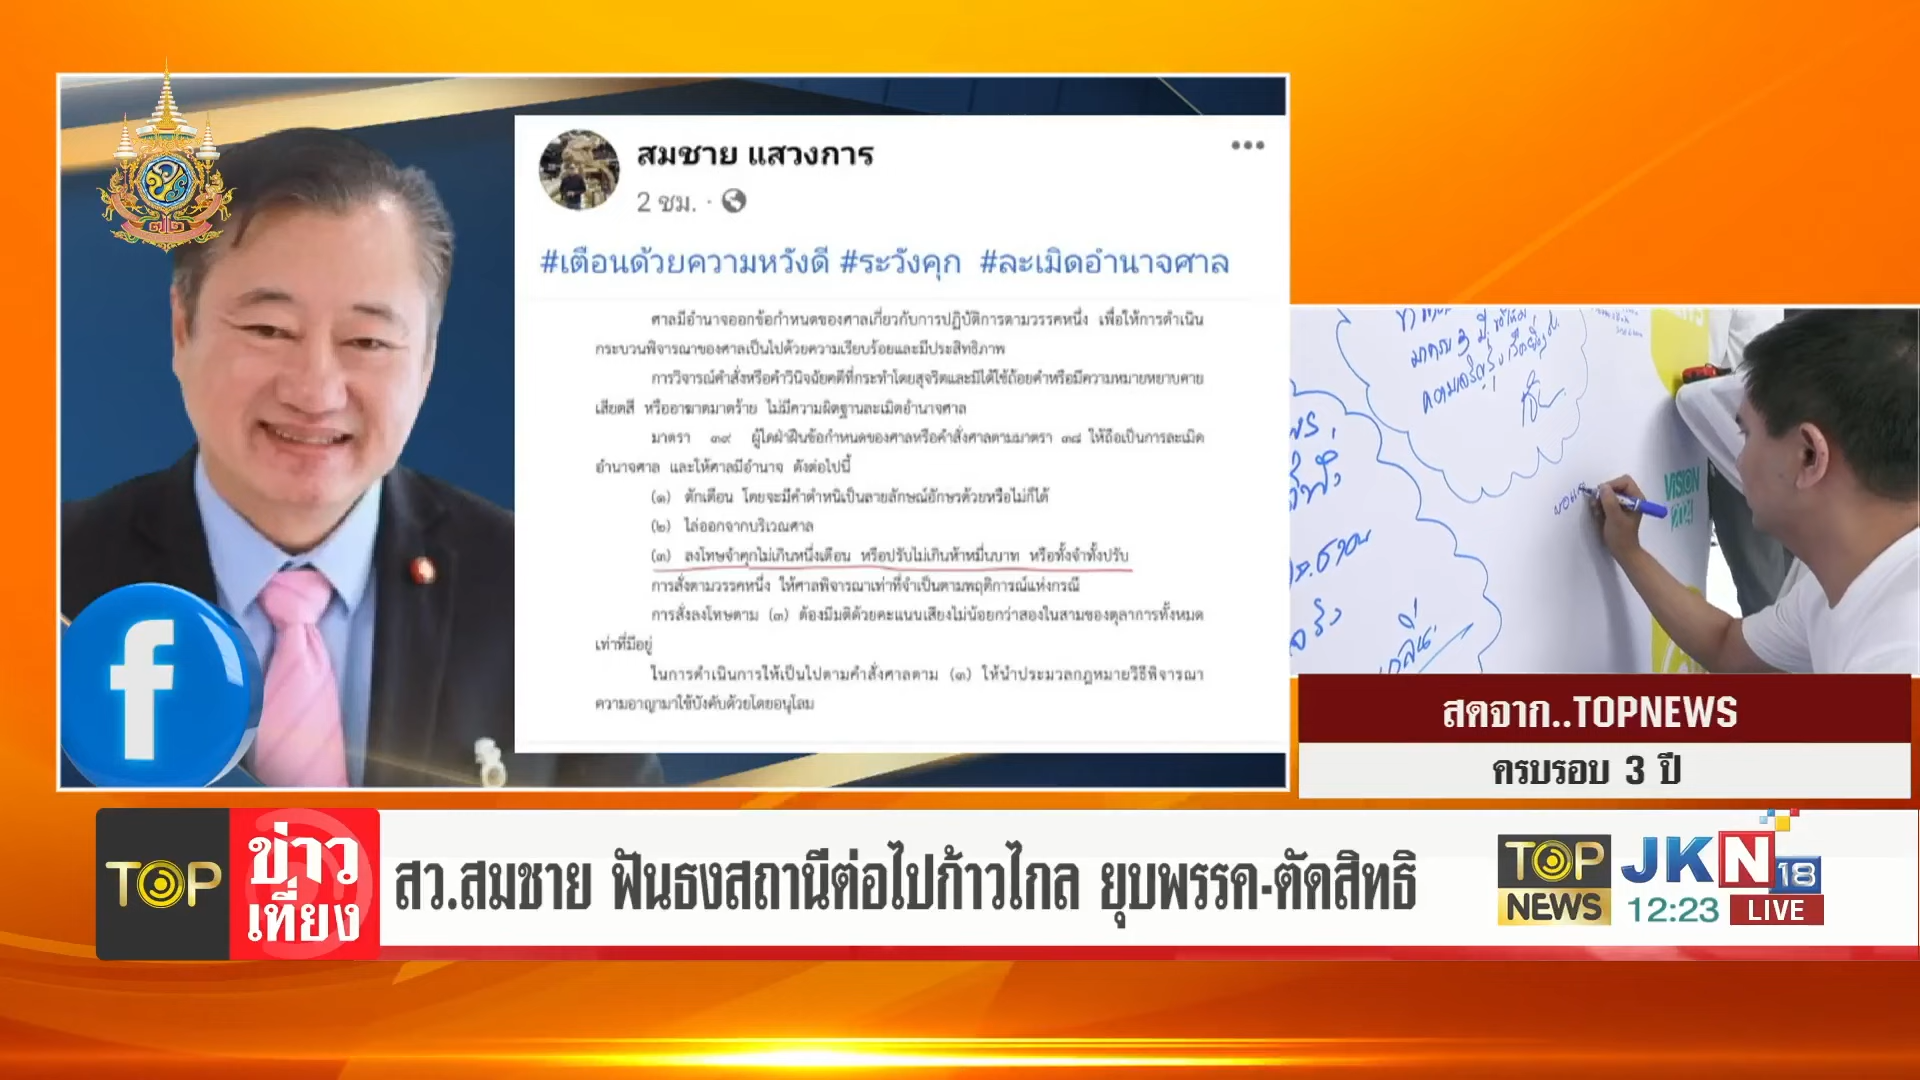 สมชาย แสวงการ
2 ชม.
#เตือนด้วยความหวังดี #ระวังคุก #ละเมิดอำนาจศาล
ศาลมีอำนาจออกข้อกำหนดของศาลเกี่ยวกับการปฏิบัติการตามวรรคหนึ่ง เพื่อให้การดำเนิน
กระบวนพิจารณาของศาลเป็นไปด้วยความเรียบร้อยและมีประสิทธิภาพ
การวิจารณ์คำสั่งหรือคำวินิจฉัยคดีที่กระทำโดยสุจริตและมิได้ใช้ถ้อยคำหรือมีความหมายหยาบคาย
เสียดสี หรืออาฆาตมาดร้าย ไม่มีความผิดฐานละเมิดอำนาจศาล
มาตรา ๓๙ ผู้ใดฝ่าฝืนข้อกำหนดของศาลหรือคำสั่งศาลตามมาตรา ๓๘ ให้ถือเป็นการละเมิด
อำนาจศาล และให้ศาลมีอำนาจ ดังต่อไปนี้
(๑) ตักเตือน โดยจะมีคำตำหนิเป็นลายลักษณ์อักษรด้วยหรือไม่ก็ได้
(๒) ไล่ออกจากบริเวณศาล
(๓) ลงโทษจำคุกไม่เกินหนึ่งเดือน หรือปรับไม่เกินห้าหมื่นบาท หรือทั้งจำทั้งปรับ
การสั่งตามวรรคหนึ่ง ให้ศาลพิจารณาเท่าที่จำเป็นตามพฤติการณ์แห่งกรณี
การสั่งลงโทษตาม (๓) ต้องมีมติด้วยคะแนนเสียงไม่น้อยกว่าสองในสามของตุลาการทั้งหมด
เท่าที่มีอยู่
ในการดำเนินการให้เป็นไปตามคำสั่งศาลตาม (๓) ให้นำประมวลกฎหมายวิธีพิจารณา
ความอาญามาใช้บังคับด้วยโดยอนุโลม
๗๒
f
VISION
สดจาก..TOPNEWS
ครบรอบ 3 ปี
TOP
ข่าว
เที่ยง
สว.สมชาย ฟันธงสถานีต่อไปก้าวไกล ยุบพรรค-ตัดสิทธิ
TOP
NEWS
JKN
18
12:23
LIVE